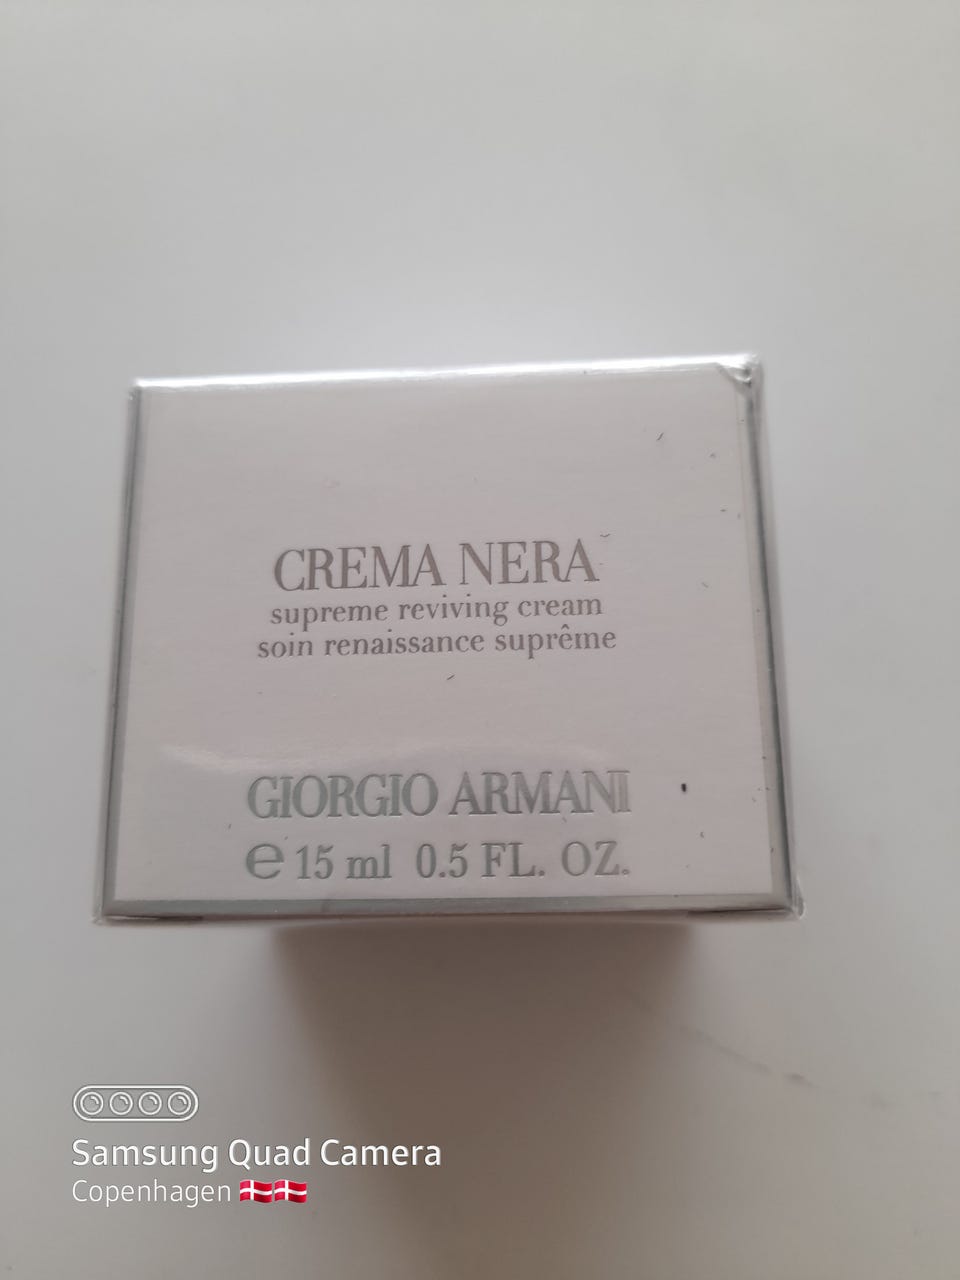 CREMA NERA
supreme reviving cream
soin renaissance suprême
GIORGIO ARMANI
℮ 15 ml 0.5 FL. OZ.
Samsung Quad Camera
Copenhagen 🇩🇰🇩🇰